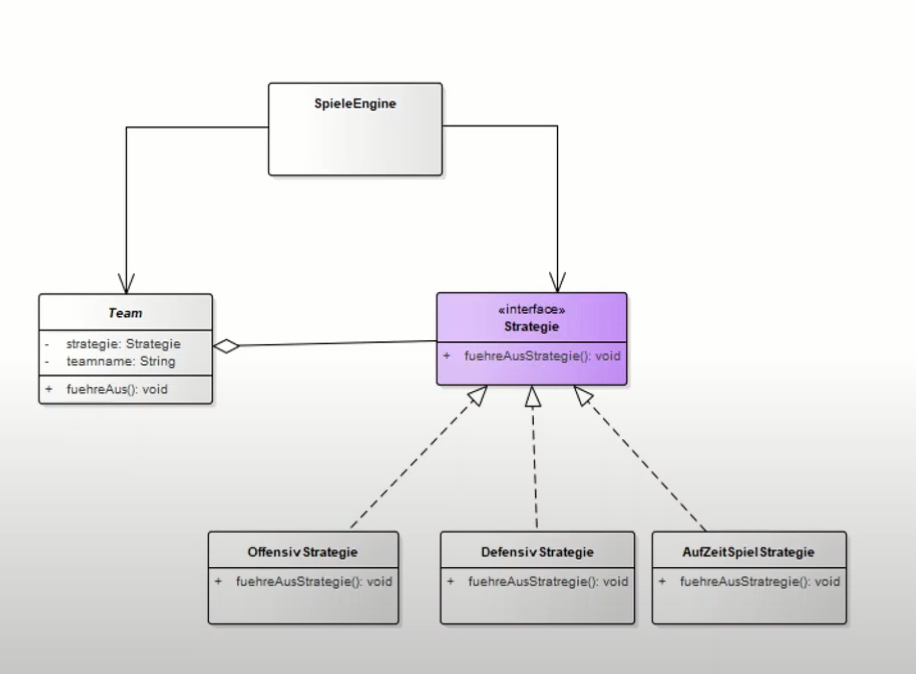 SpieleEngine
Team
- strategie: Strategie
- teamname: String
+ fuehreAus(): void
«interface»
Strategie
+ fuehreAusStrategie(): void
OffensivStrategie
+ fuehreAusStrategie(): void
DefensivStrategie
+ fuehreAusStratregie(): void
AufZeitSpielStrategie
+ fuehreAusStratregie(): void